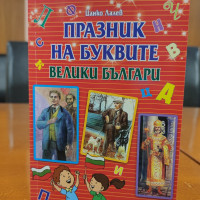 Цанко Лалев
ПРАЗНИК
НА БУКВИТЕ
ВЕЛИКИ БЪЛГАРИ